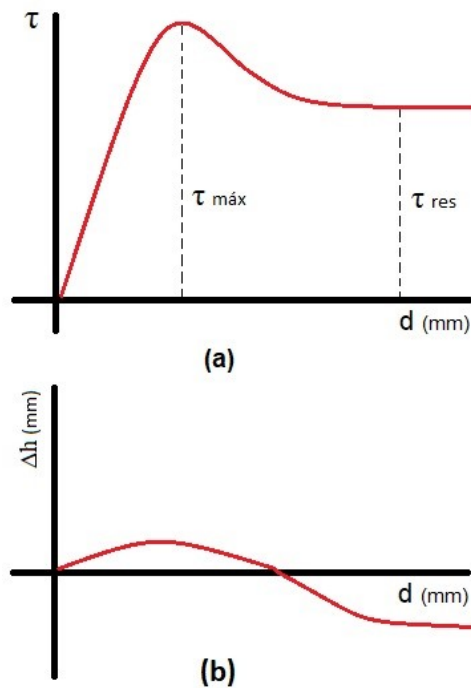 τ
τ máx
τ res
d (mm)
(a)
Δh (mm)
d (mm)
(b)